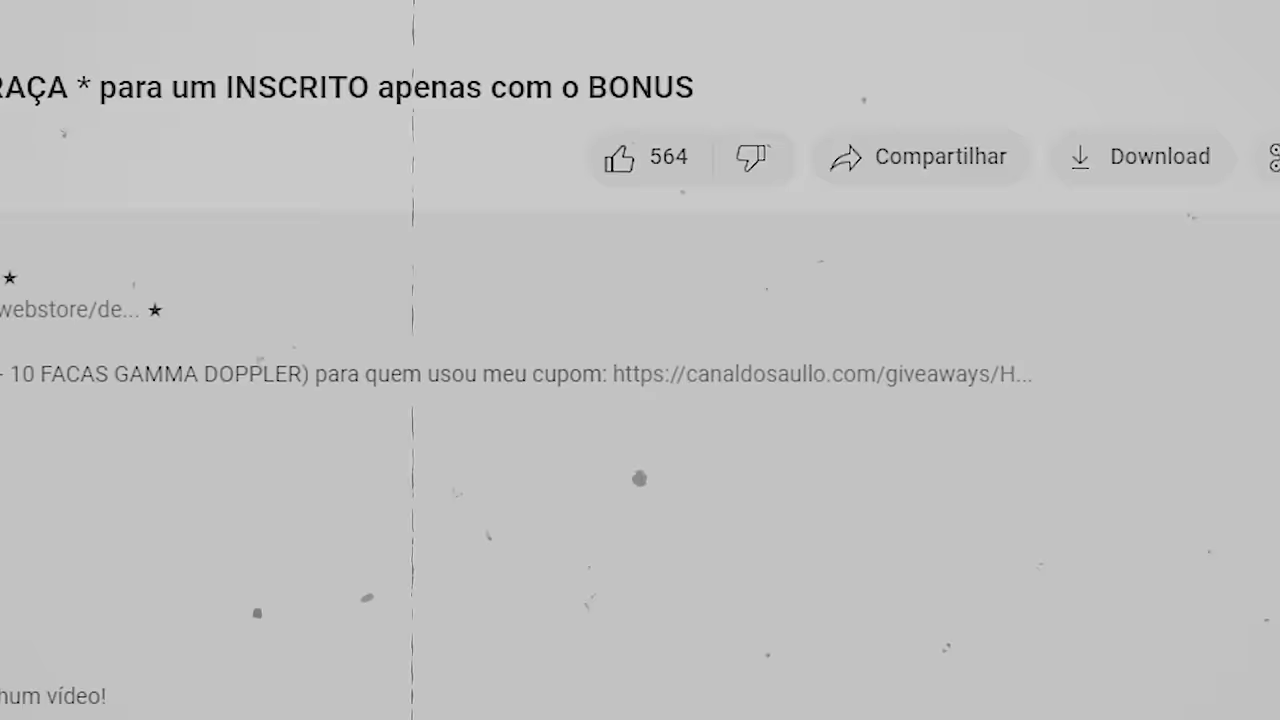 RAÇA * para um INSCRITO apenas com o BONUS
564
Compartilhar
Download
★
webstore/de... ★
- 10 FACAS GAMMA DOPPLER) para quem usou meu cupom: https://canaldosaullo.com/giveaways/H...
hum vídeo!